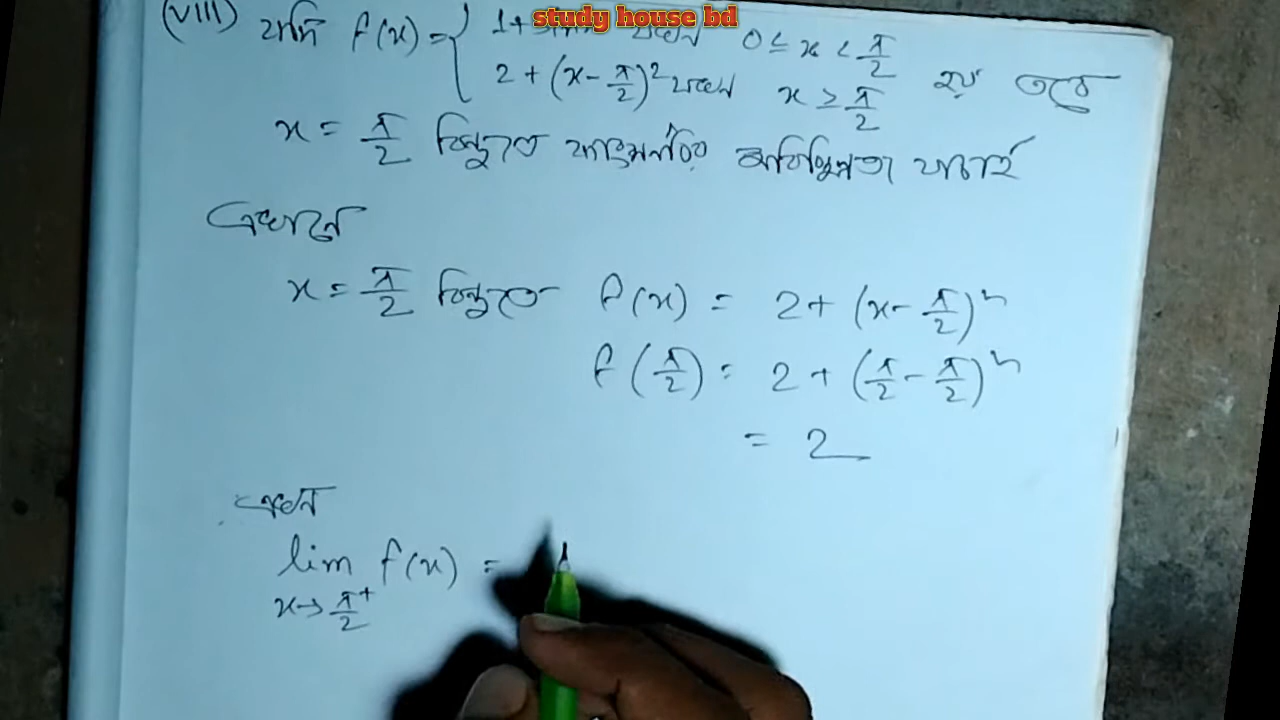 study house bd
(VIII) যদি f(x) = { 1+ যখন 0 ≤ x < π/2
2 + (x - π/2)² যখন x ≥ π/2 হয় তবে
x = π/2 বিন্দুতে ফাংশনটির অবিচ্ছিন্নতা যাচাই
এখানে
x = π/2 বিন্দুতে f(x) = 2 + (x - π/2)²
f(π/2) = 2 + (π/2 - π/2)²
= 2
এখন
lim f(x) =
x→π/2⁺